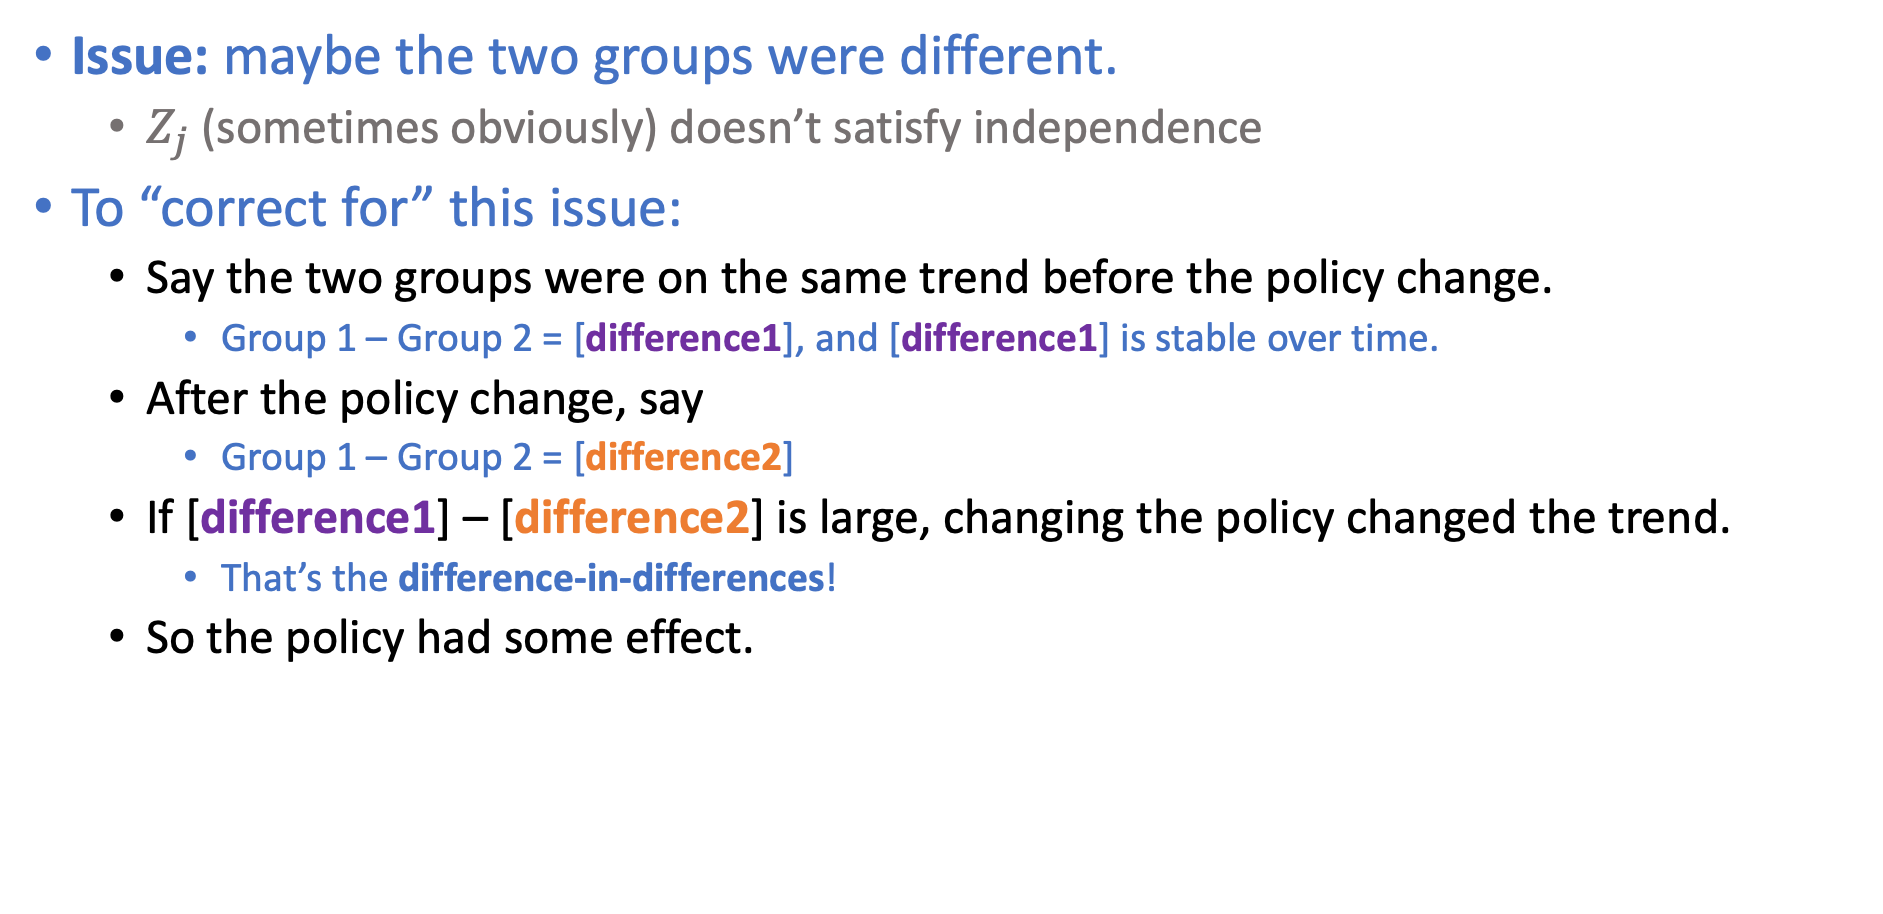 • Issue: maybe the two groups were different.
• Zj (sometimes obviously) doesn’t satisfy independence
• To “correct for” this issue:
• Say the two groups were on the same trend before the policy change.
• Group 1 – Group 2 = [difference1], and [difference1] is stable over time.
• After the policy change, say
• Group 1 – Group 2 = [difference2]
• If [difference1] – [difference2] is large, changing the policy changed the trend.
• That’s the difference-in-differences!
• So the policy had some effect.